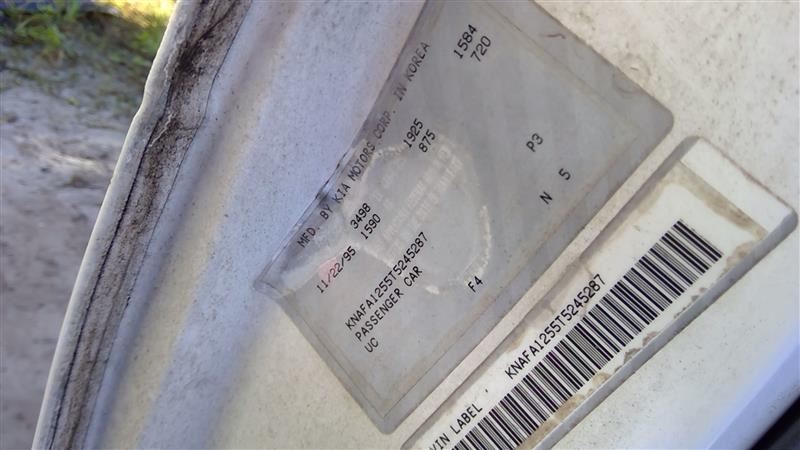 MFD. BY KIA MOTORS CORP. IN KOREA
11/22/95 3498 1925 1584
1590 875 720
KNAFA1255T5245287
PASSENGER CAR
UC F4 N 5 P3
VIN LABEL KNAFA1255T5245287